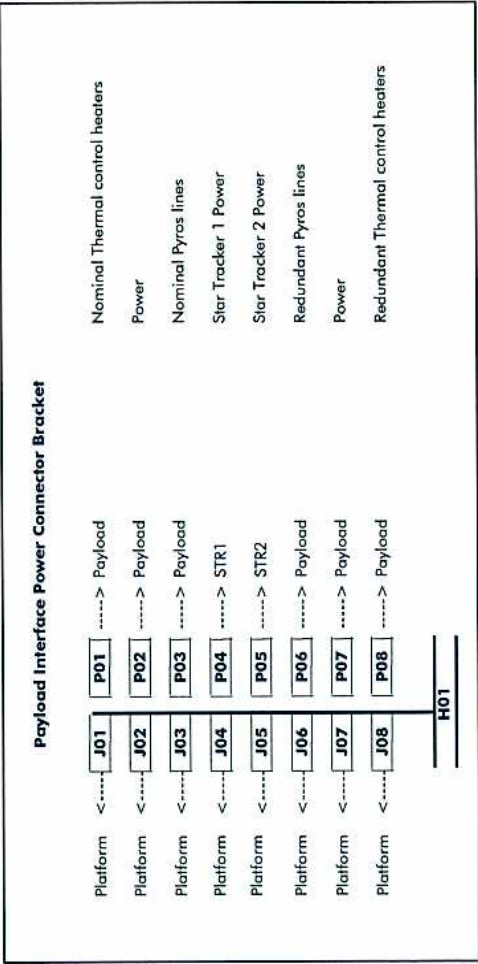 Payload Interface Power Connector Bracket
Platform <----- J01 P01 -----> Payload Nominal Thermal control heaters
Platform <----- J02 P02 -----> Payload Power
Platform <----- J03 P03 -----> Payload Nominal Pyros lines
Platform <----- J04 P04 -----> STR1 Star Tracker 1 Power
Platform <----- J05 P05 -----> STR2 Star Tracker 2 Power
Platform <----- J06 P06 -----> Payload Redundant Pyros lines
Platform <----- J07 P07 -----> Payload Power
Platform <----- J08 P08 -----> Payload Redundant Thermal control heaters
H01